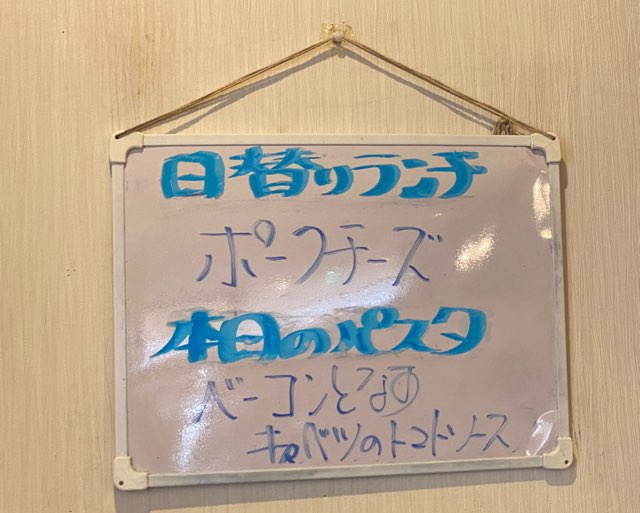 日替りランチ
ポークチーズ
本日のパスタ
ベーコンとなす
キャベツのトマトソース